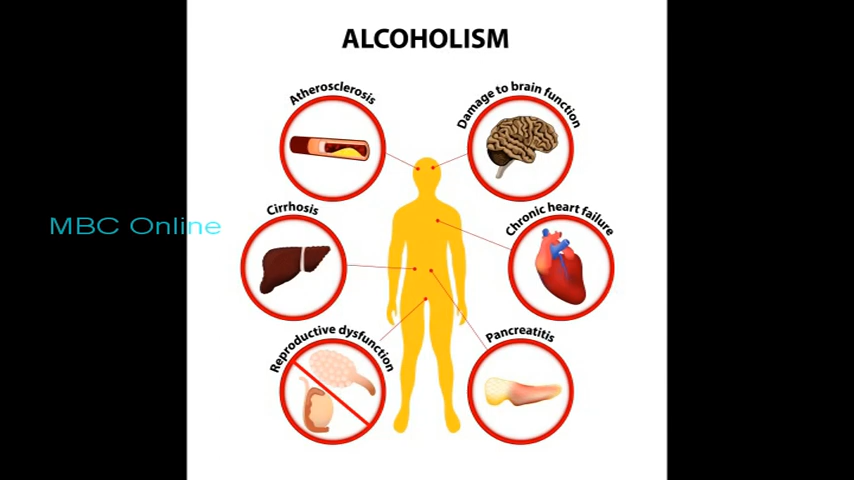 ALCOHOLISM
Atherosclerosis
Damage to brain function
Cirrhosis
MBC Online
Chronic heart failure
Reproductive dysfunction
Pancreatitis